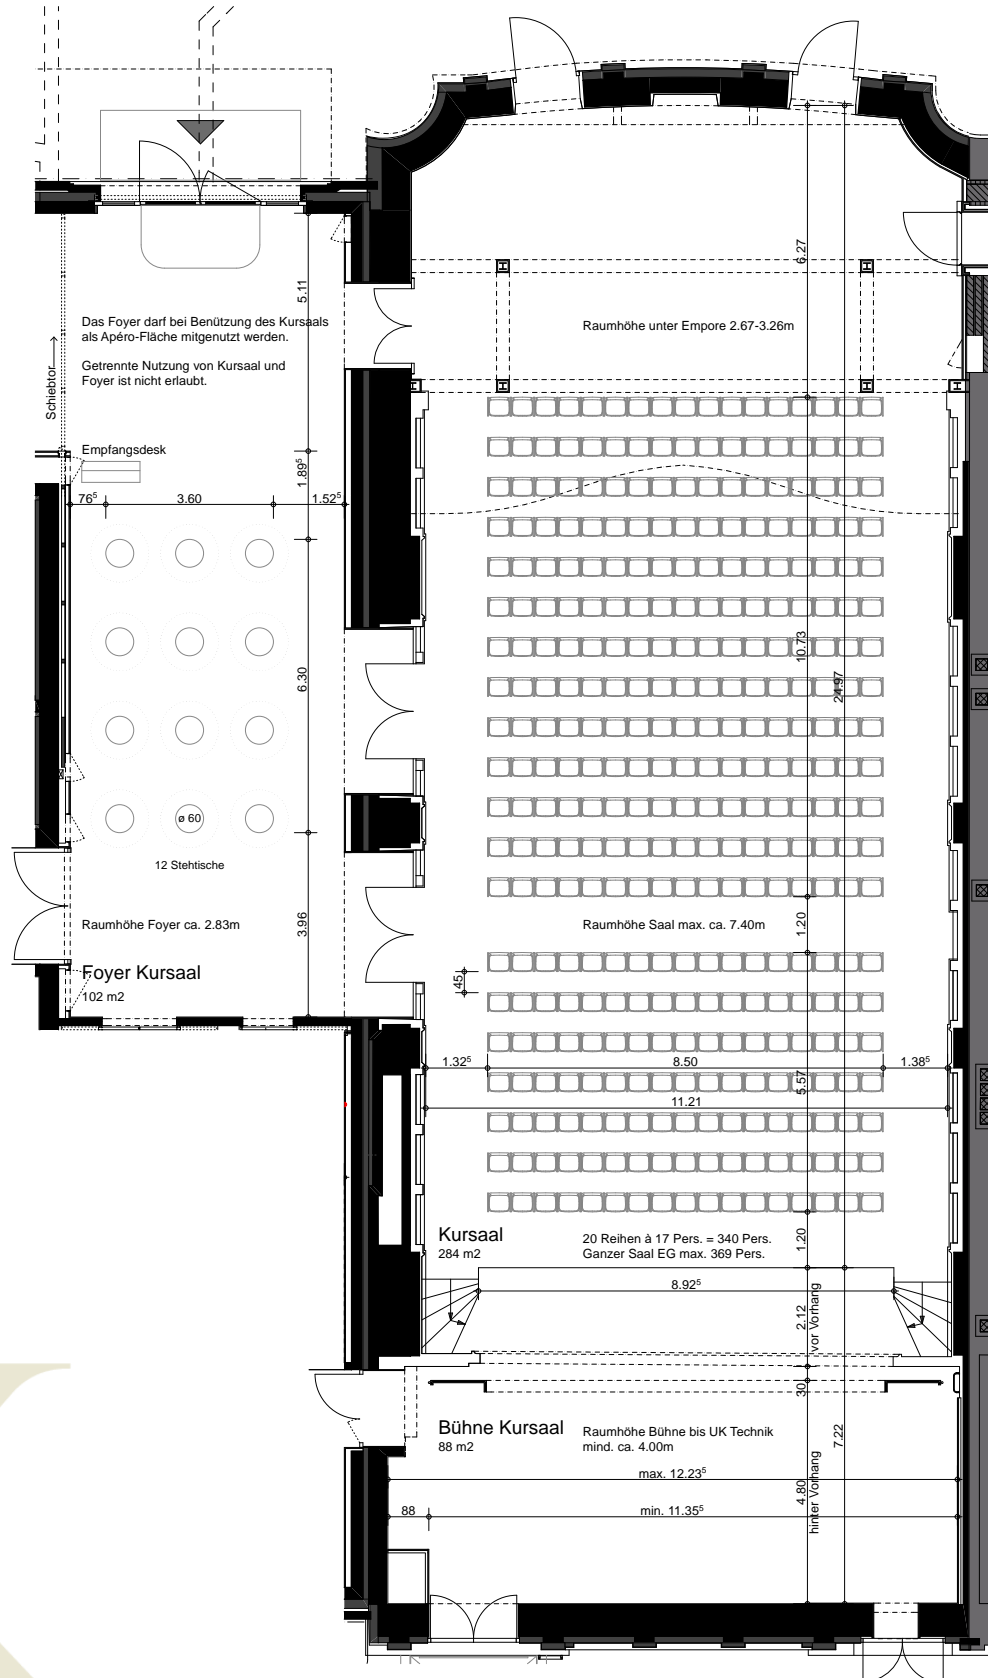 6.27
5.11
Das Foyer darf bei Benützung des Kursaals
als Apéro-Fläche mitgenutzt werden.
Getrennte Nutzung von Kursaal und
Foyer ist nicht erlaubt.
Raumhöhe unter Empore 2.67-3.26m
Schiebtor
Empfangsdesk
1.89⁵
76⁵ 3.60 1.52⁵
10.73
24.97
6.30
ø 60
12 Stehtische
Raumhöhe Foyer ca. 2.83m
3.96
Raumhöhe Saal max. ca. 7.40m
1.20
Foyer Kursaal
102 m2
45
1.32⁵ 8.50 1.38⁵
5.57
11.21
Kursaal
284 m2
20 Reihen à 17 Pers. = 340 Pers.
Ganzer Saal EG max. 369 Pers.
1.20
8.92⁵
2.12
vor Vorhang
30
Bühne Kursaal
88 m2
Raumhöhe Bühne bis UK Technik
mind. ca. 4.00m
7.22
max. 12.23⁵
4.80
hinter Vorhang
88 min. 11.35⁵